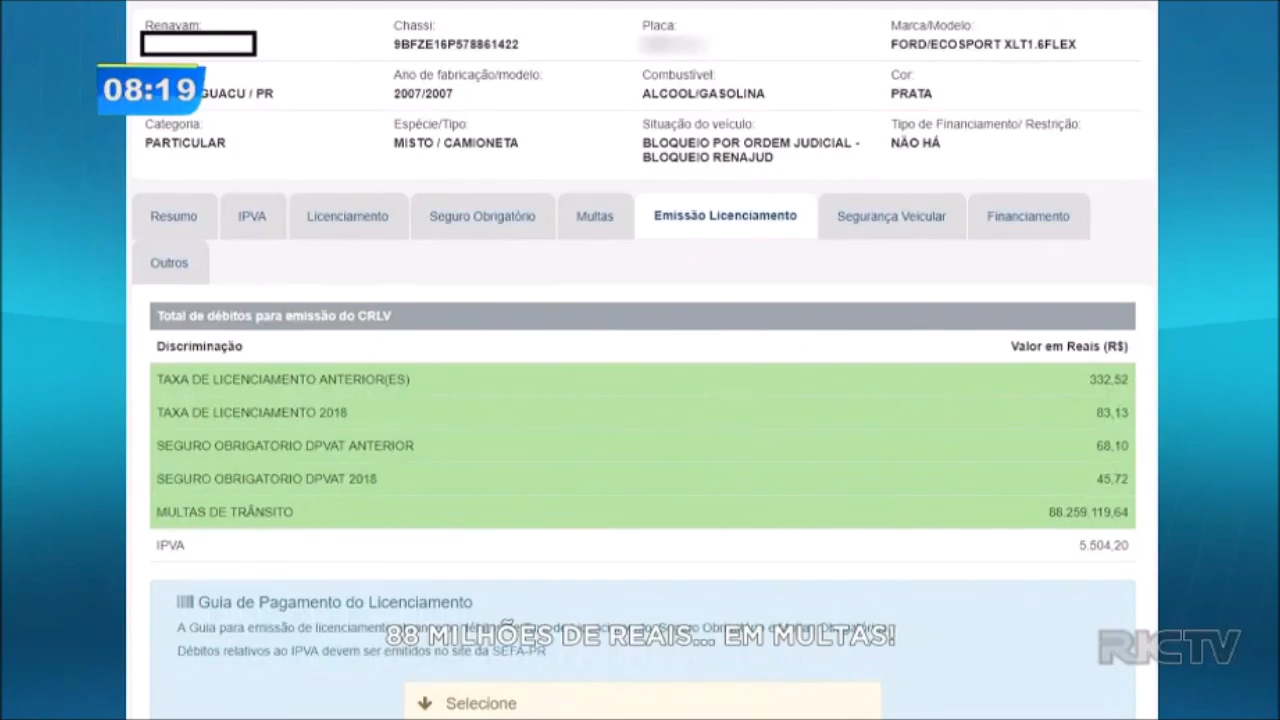 Renavam:
Chassi:
Placa:
Marca/Modelo:
9BFZE16P578861422
FORD/ECOSPORT XLT1.6FLEX
08:19
GUACU / PR
Ano de fabricação/modelo:
2007/2007
Combustível:
ALCOOL/GASOLINA
Cor:
PRATA
Categoria:
PARTICULAR
Espécie/Tipo:
MISTO / CAMIONETA
Situação do veículo:
BLOQUEIO POR ORDEM JUDICIAL -
BLOQUEIO RENAJUD
Tipo de Financiamento/ Restrição:
NÃO HÁ
Resumo
IPVA
Licenciamento
Seguro Obrigatório
Multas
Emissão Licenciamento
Segurança Veicular
Financiamento
Outros
Total de débitos para emissão do CRLV
Discriminação Valor em Reais (R$)
TAXA DE LICENCIAMENTO ANTERIOR(ES) 332,52
TAXA DE LICENCIAMENTO 2018 83,13
SEGURO OBRIGATORIO DPVAT ANTERIOR 68,10
SEGURO OBRIGATORIO DPVAT 2018 45,72
MULTAS DE TRÂNSITO 88.259.119,64
IPVA 5.504,20
Guia de Pagamento do Licenciamento
A Guia para emissão de licenciamento
88 MILHÕES DE REAIS... EM MULTAS!
Débitos relativos ao IPVA devem ser emitidos no site da SEFA-PR
RICTV
Selecione